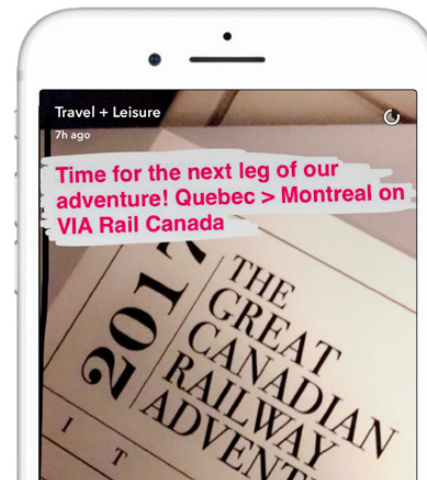 Travel + Leisure
7h ago
Time for the next leg of our
adventure! Quebec > Montreal on
VIA Rail Canada
2017
THE
GREAT
CANADIAN
RAILWAY
ADVENT
I T